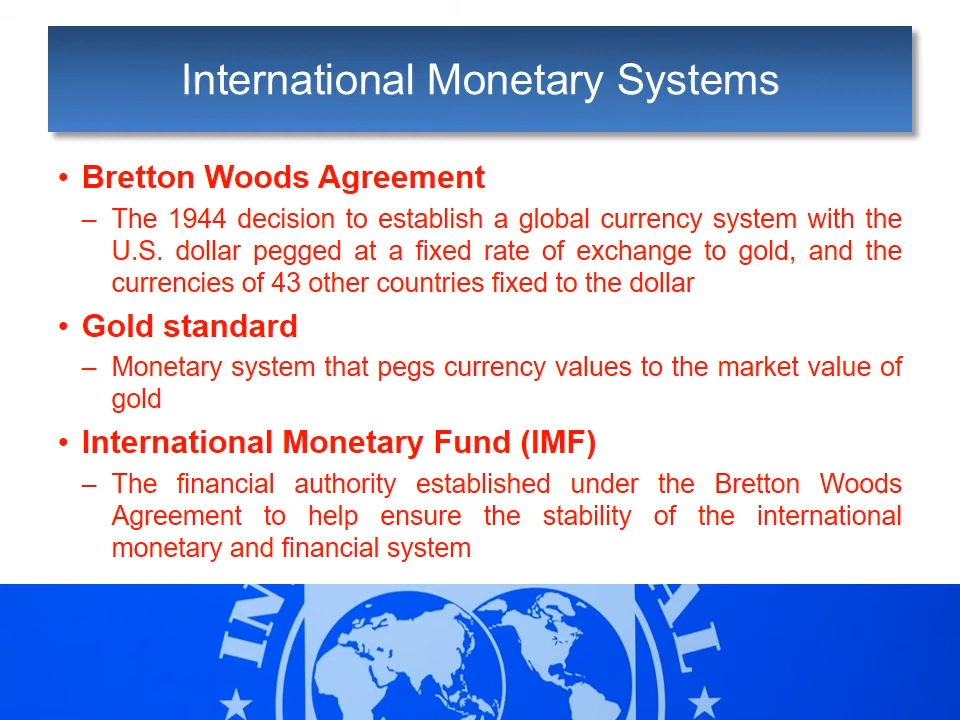 International Monetary Systems
• Bretton Woods Agreement
– The 1944 decision to establish a global currency system with the
U.S. dollar pegged at a fixed rate of exchange to gold, and the
currencies of 43 other countries fixed to the dollar
• Gold standard
– Monetary system that pegs currency values to the market value of
gold
• International Monetary Fund (IMF)
– The financial authority established under the Bretton Woods
Agreement to help ensure the stability of the international
monetary and financial system